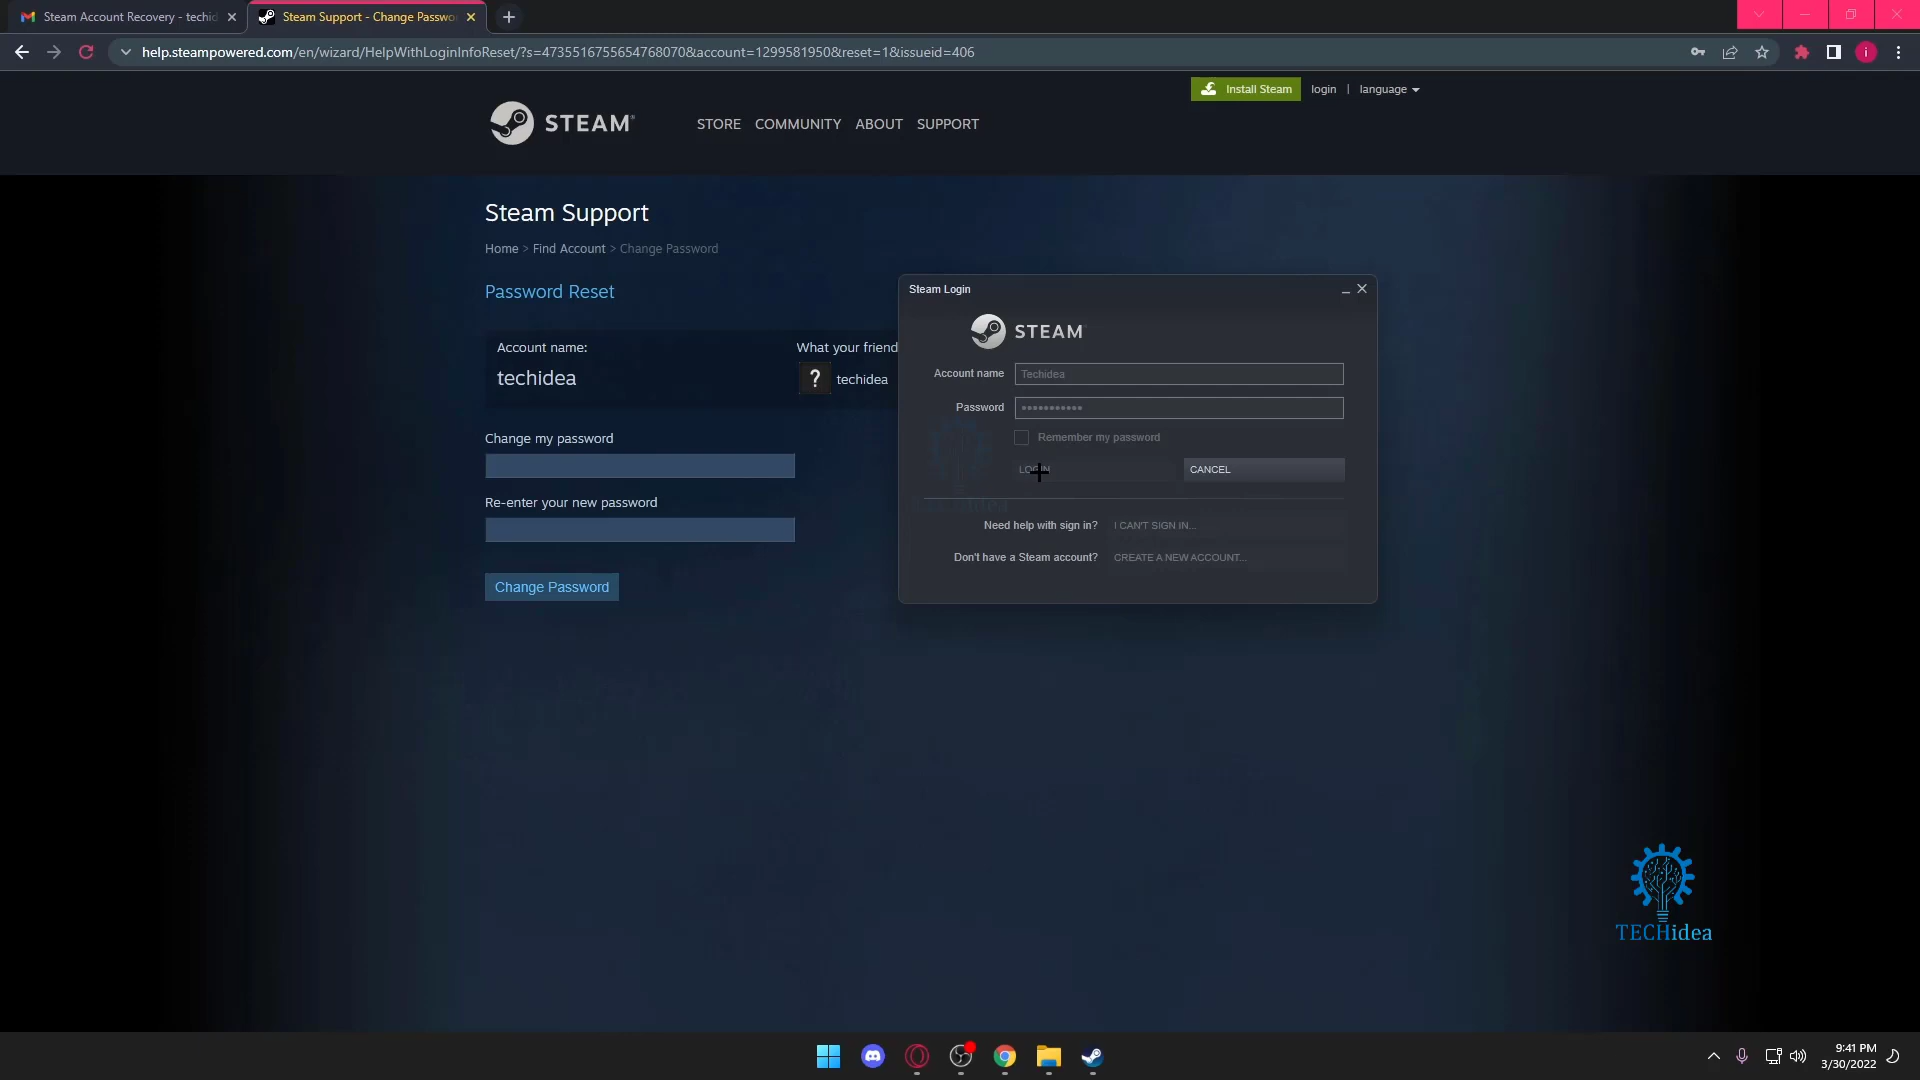 Steam Account Recovery - techid
Steam Support - Change Passwo
help.steampowered.com/en/wizard/HelpWithLoginInfoReset/?s=4735516755654768070&account=1299581950&reset=1&issueid=406
i
Install Steam
login | language
STEAM®
STORE COMMUNITY ABOUT SUPPORT
Steam Support
Home > Find Account > Change Password
Password Reset
Account name:
What your friend
techidea
? techidea
Change my password
Re-enter your new password
Change Password
Steam Login
STEAM
Account name
Techidea
Password
Remember my password
LOGIN
CANCEL
Need help with sign in?
I CAN'T SIGN IN...
Don't have a Steam account?
CREATE A NEW ACCOUNT...
TECHidea
9:41 PM
3/30/2022